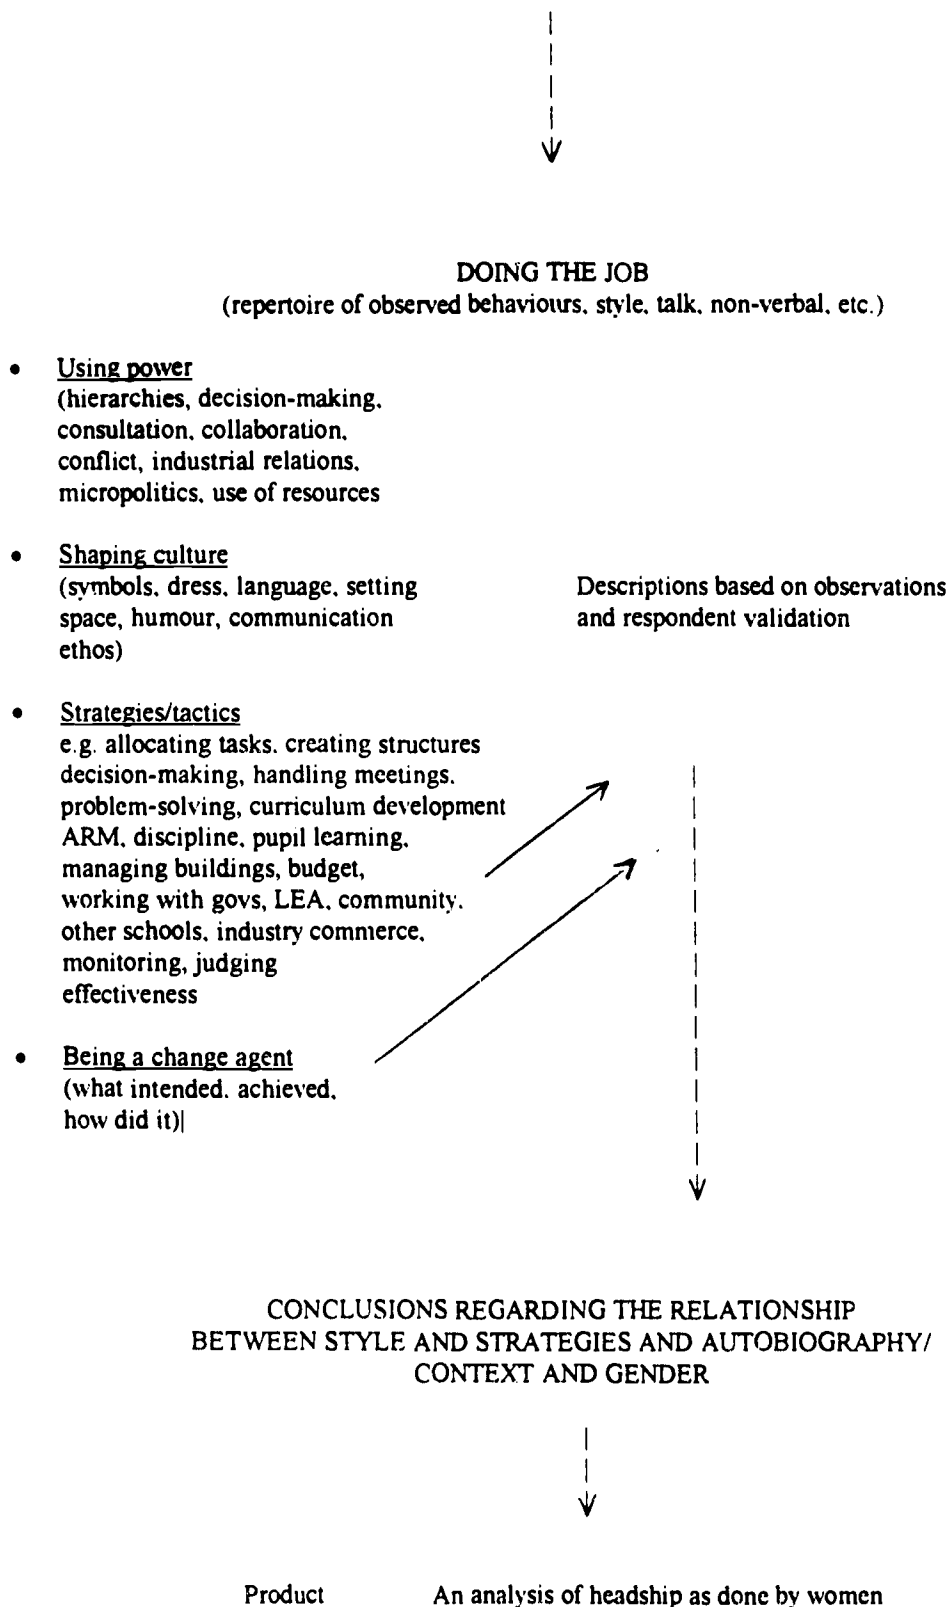 DOING THE JOB
(repertoire of observed behaviours, style, talk, non-verbal, etc.)
• Using power
(hierarchies, decision-making,
consultation, collaboration,
conflict, industrial relations,
micropolitics, use of resources
• Shaping culture
(symbols, dress, language, setting
space, humour, communication
ethos)
Descriptions based on observations
and respondent validation
• Strategies/tactics
e.g. allocating tasks, creating structures
decision-making, handling meetings,
problem-solving, curriculum development
ARM, discipline, pupil learning,
managing buildings, budget,
working with govs, LEA, community,
other schools, industry commerce,
monitoring, judging
effectiveness
• Being a change agent
(what intended, achieved,
how did it)|
CONCLUSIONS REGARDING THE RELATIONSHIP
BETWEEN STYLE AND STRATEGIES AND AUTOBIOGRAPHY/
CONTEXT AND GENDER
Product An analysis of headship as done by women